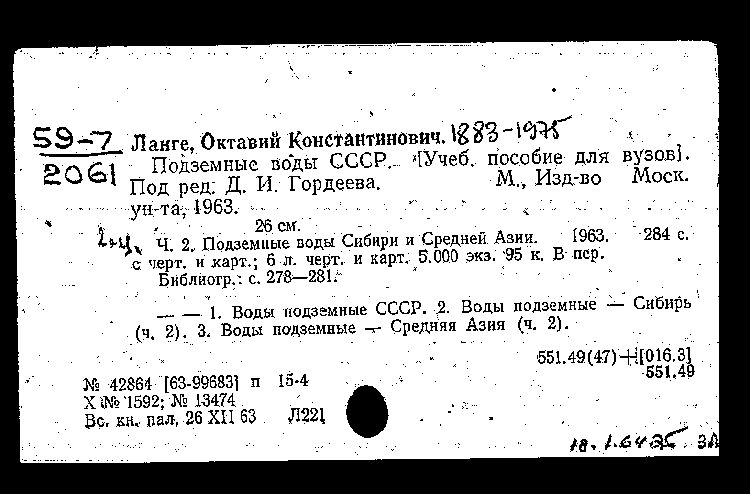 59-7 Ланге, Октавий Константинович. 1883-1975
2061 Подземные воды СССР. [Учеб. пособие для вузов].
Под ред. Д. И. Гордеева. М., Изд-во Моск.
ун-та, 1963.
26 см.
Ч. 2. Подземные воды Сибири и Средней Азии. 1963. 284 с.
с черт. и карт.; 6 л. черт. и карт. 5.000 экз. 95 к. В пер.
Библиогр.: с. 278—281.
— — 1. Воды подземные СССР. 2. Воды подземные — Сибирь
(ч. 2). 3. Воды подземные — Средняя Азия (ч. 2).
551.49(47)+[016.3]
551.49
№ 42864 [63-99683] п 15-4
X № 1592; № 13474
Вс. кн. пал. 26 XII 63 Л221